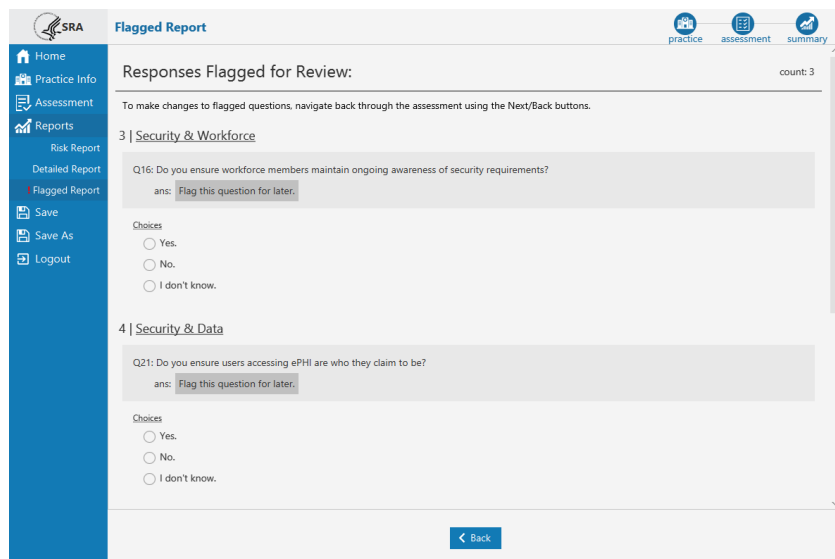 SRA
Flagged Report
practice
assessment
summary
Home
Practice Info
Assessment
Reports
Risk Report
Detailed Report
! Flagged Report
Save
Save As
Logout
Responses Flagged for Review:
count: 3
To make changes to flagged questions, navigate back through the assessment using the Next/Back buttons.
3 | Security & Workforce
Q16: Do you ensure workforce members maintain ongoing awareness of security requirements?
ans: Flag this question for later.
Choices
Yes.
No.
I don't know.
4 | Security & Data
Q21: Do you ensure users accessing ePHI are who they claim to be?
ans: Flag this question for later.
Choices
Yes.
No.
I don't know.
Back